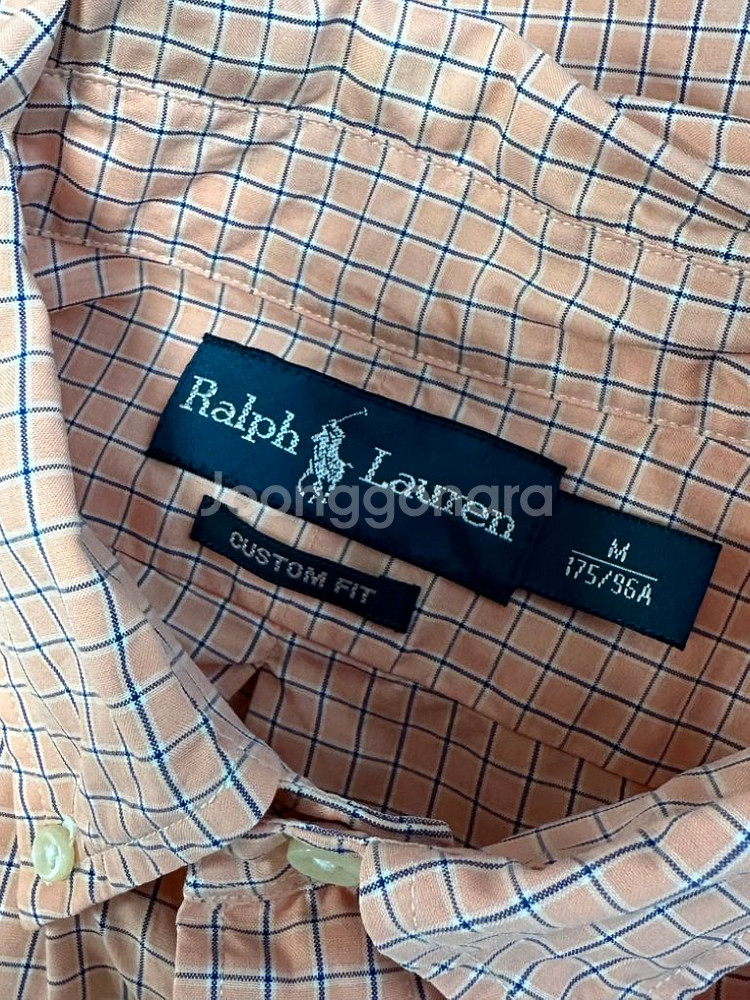 Ralph Lauren
M
175/96A
CUSTOM FIT
Joonggonara